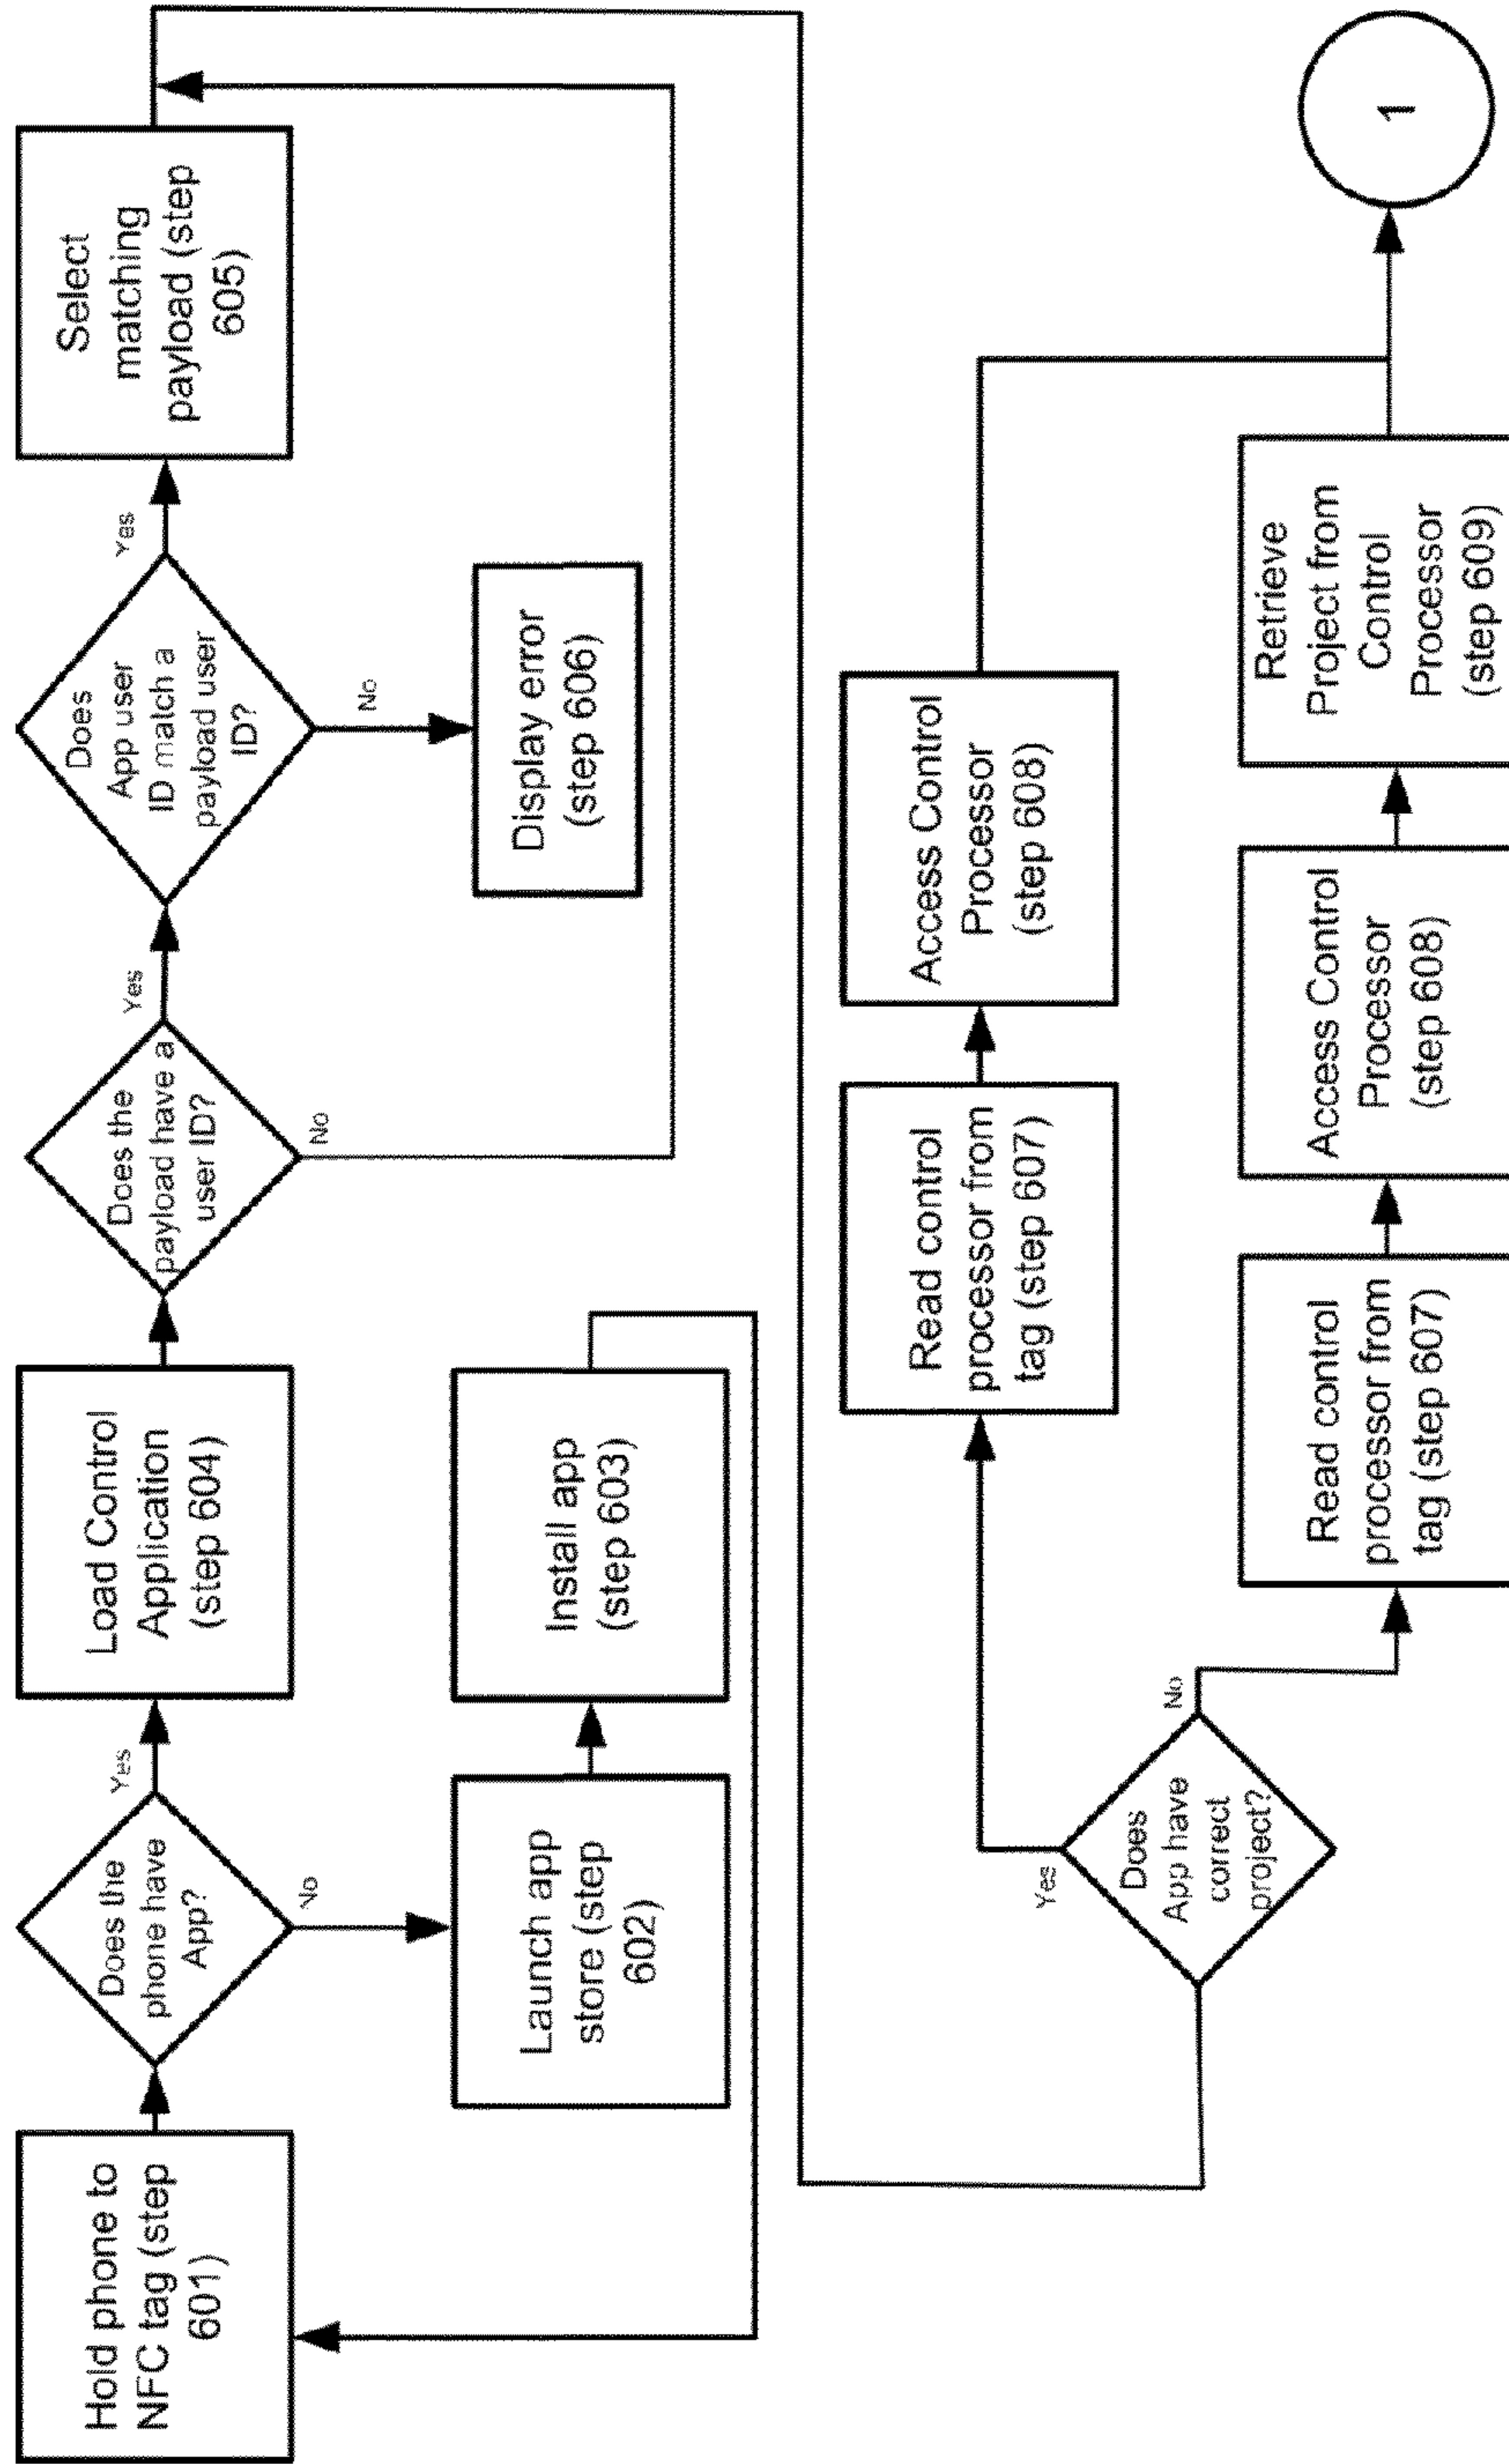 Hold phone to
NFC tag (step
601)
Does the
phone have
App?
Yes
No
Load Control
Application
(step 604)
Launch app
store (step
602)
Install app
(step 603)
Does the
payload have a
user ID?
Yes
No
Does
App user
ID match a
payload user
ID?
Yes
No
Select
matching
payload (step
605)
Display error
(step 606)
Does
App have
correct
project?
Yes
No
Read control
processor from
tag (step 607)
Access Control
Processor
(step 608)
Read control
processor from
tag (step 607)
Access Control
Processor
(step 608)
Retrieve
Project from
Control
Processor
(step 609)
1